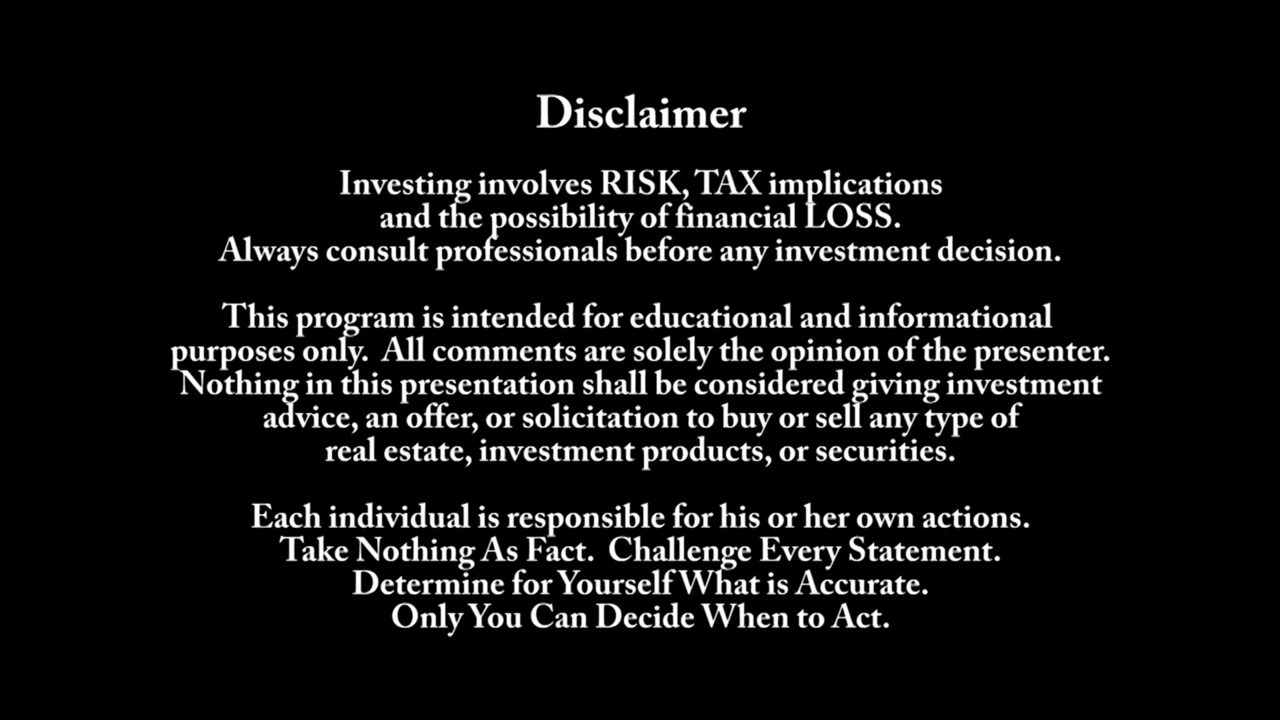 Disclaimer
Investing involves RISK, TAX implications
and the possibility of financial LOSS.
Always consult professionals before any investment decision.
This program is intended for educational and informational
purposes only.  All comments are solely the opinion of the presenter.
Nothing in this presentation shall be considered giving investment
advice, an offer, or solicitation to buy or sell any type of
real estate, investment products, or securities.
Each individual is responsible for his or her own actions.
Take Nothing As Fact.  Challenge Every Statement.
Determine for Yourself What is Accurate.
Only You Can Decide When to Act.